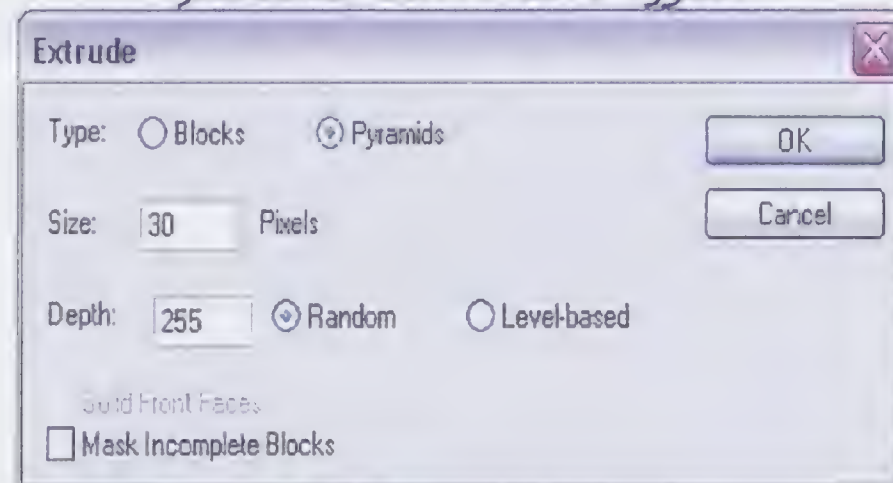 Extrude
Type: Blocks Pyramids OK
Size: 30 Pixels Cancel
Depth: 255 Random Level-based
Solid Front Faces
Mask Incomplete Blocks